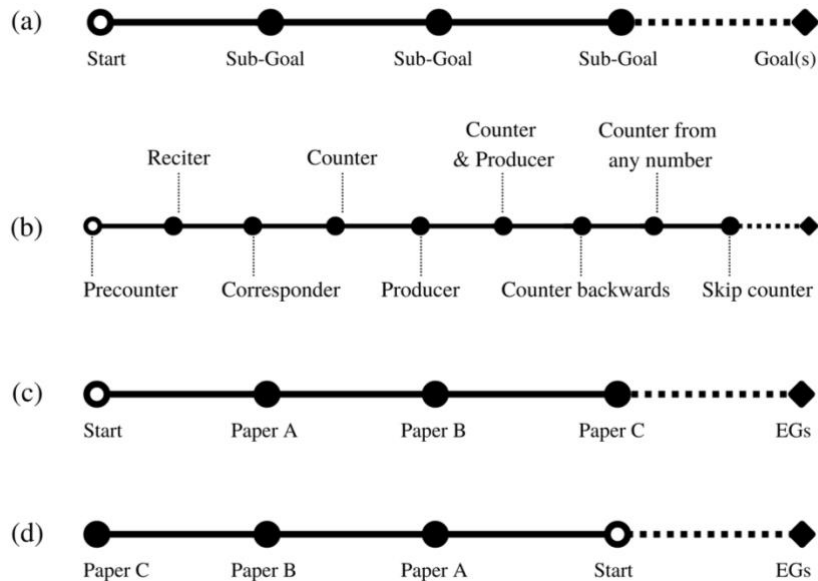 (a)
Start Sub-Goal Sub-Goal Sub-Goal Goal(s)
Counter Counter from
Reciter Counter & Producer any number
(b)
Precounter Corresponder Producer Counter backwards Skip counter
(c)
Start Paper A Paper B Paper C EGs
(d)
Paper C Paper B Paper A Start EGs